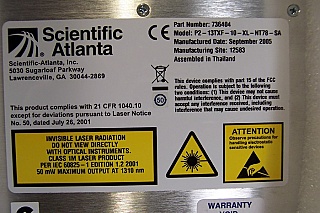 Scientific
Atlanta
Scientific-Atlanta, Inc.
5030 Sugarloaf Parkway
Lawrenceville, GA 30044-2869
This product complies with 21 CFR 1040.10
except for deviations pursuant to Laser Notice
No. 50, dated July 26, 2001
INVISIBLE LASER RADIATION
DO NOT VIEW DIRECTLY
WITH OPTICAL INSTRUMENTS.
CLASS 1M LASER PRODUCT
PER IEC 60825-1 EDITION 1.2 2001
50 mW MAXIMUM OUTPUT AT 1310 nm
Part Number: 736484
Model: P2-13TXF-10-XL-HT78-SA
Manufactured Date: September 2005
Manufacturing Site: 12583
Assembled in Thailand
50
This device complies with part 15 of the FCC
rules. Operation is subject to the following two
conditions: (1) This device may not cause
harmful interference, and (2) This device must
accept any interference received, including
interference that may cause undesired operation.
ATTENTION
Observe precautions for
handling electrostatic
sensitive devices
WARRANTY
VOID